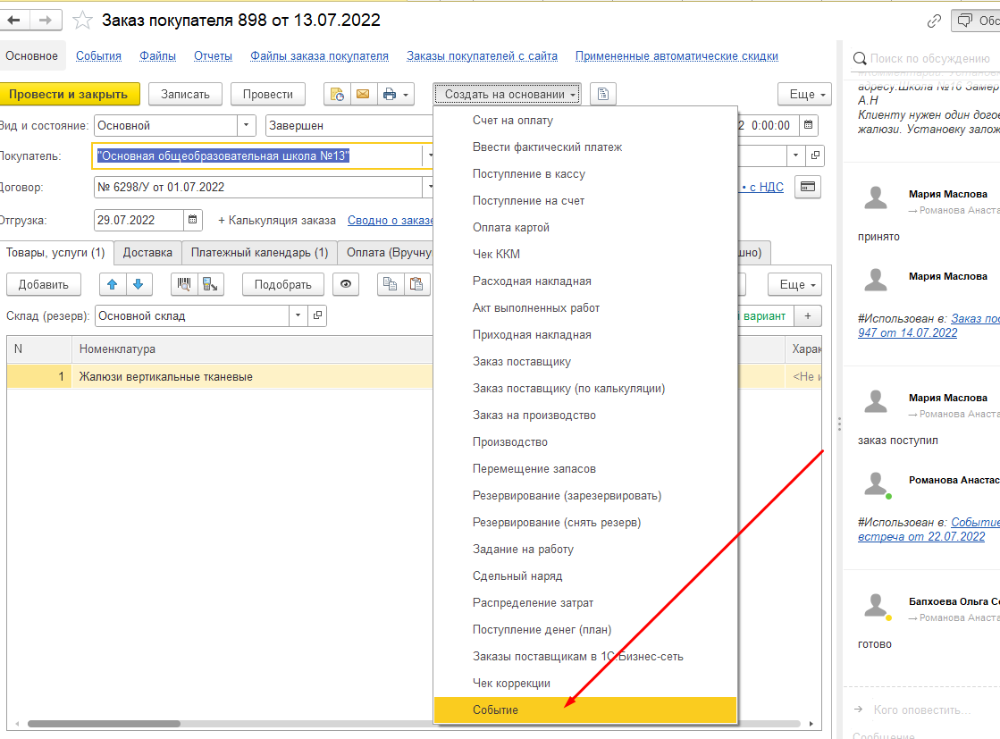 Заказ покупателя 898 от 13.07.2022
Обс
Основное События Файлы Отчеты Файлы заказа покупателя Заказы покупателей с сайта Примененные автоматические скидки
Провести и закрыть Записать Провести Создать на основании Еще
Вид и состояние: Основной Завершен 2 0:00:00
Покупатель: "Основная общеобразовательная школа №13"
Договор: № 6298/У от 01.07.2022 • с НДС
Отгрузка: 29.07.2022 + Калькуляция заказа Сводно о заказе
Товары, услуги (1) Доставка Платежный календарь (1) Оплата (Вручну шно)
Добавить Подобрать Еще
Склад (резерв): Основной склад вариант +
N Номенклатура Харак
1 Жалюзи вертикальные тканевые <Не и
Счет на оплату
Ввести фактический платеж
Поступление в кассу
Поступление на счет
Оплата картой
Чек ККМ
Расходная накладная
Акт выполненных работ
Приходная накладная
Заказ поставщику
Заказ поставщику (по калькуляции)
Заказ на производство
Производство
Перемещение запасов
Резервирование (зарезервировать)
Резервирование (снять резерв)
Задание на работу
Сдельный наряд
Распределение затрат
Поступление денег (план)
Заказы поставщикам в 1С:Бизнес-сеть
Чек коррекции
Событие
Поиск по обсуждению
адресу.Школа №16 Замер
А.Н
Клиенту нужен один догов
жалюзи. Установку залож
Мария Маслова
→ Романова Анаста
принято
Мария Маслова
#Использован в: Заказ пос
947 от 14.07.2022
Мария Маслова
→ Романова Анаста
заказ поступил
Романова Анастас
#Использован в: Событие
встреча от 22.07.2022
Бапхоева Ольга Се
→ Романова Анаста
готово
→ Кого оповестить...
Сообщение